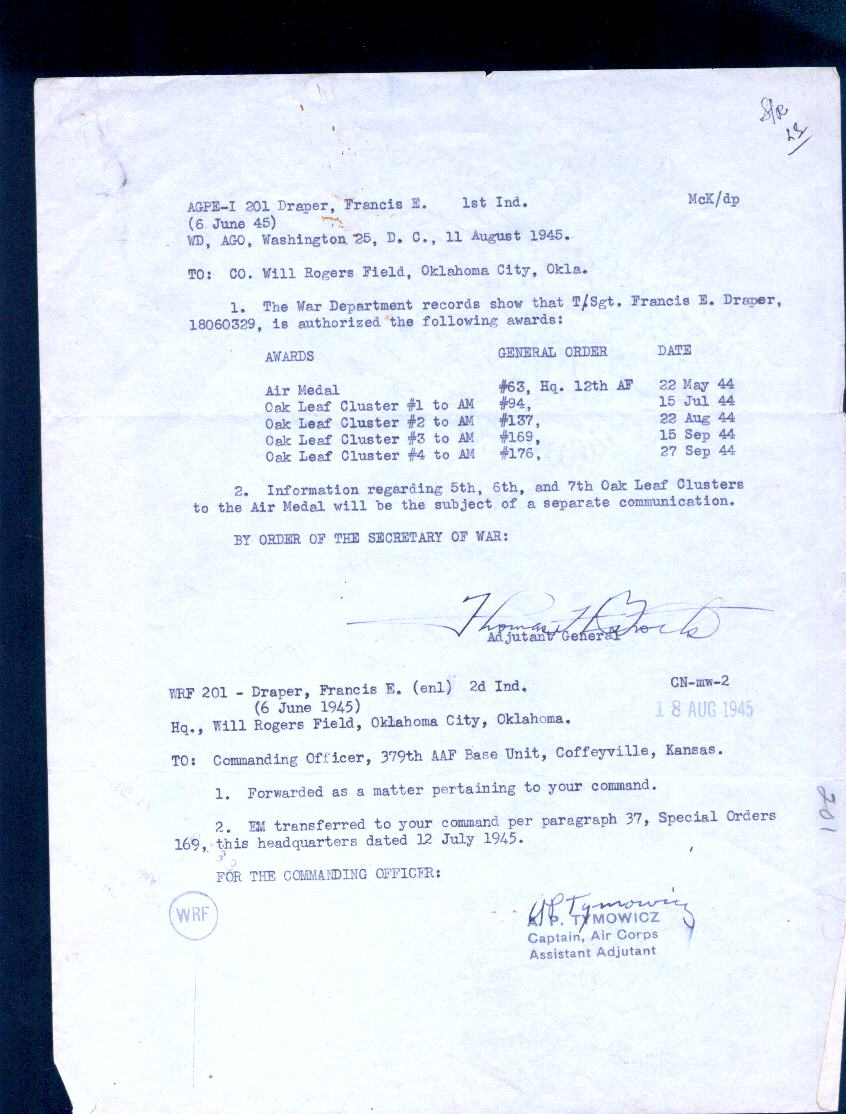 S/R
23
AGPE-I 201 Draper, Francis E. 1st Ind. McK/dp
(6 June 45)
WD, AGO, Washington 25, D. C., 11 August 1945.
TO: CO. Will Rogers Field, Oklahoma City, Okla.
1. The War Department records show that T/Sgt. Francis E. Draper,
18060329, is authorized the following awards:
AWARDS GENERAL ORDER DATE
Air Medal #63, Hq. 12th AF 22 May 44
Oak Leaf Cluster #1 to AM #94, 15 Jul 44
Oak Leaf Cluster #2 to AM #137, 22 Aug 44
Oak Leaf Cluster #3 to AM #169, 15 Sep 44
Oak Leaf Cluster #4 to AM #176, 27 Sep 44
2. Information regarding 5th, 6th, and 7th Oak Leaf Clusters
to the Air Medal will be the subject of a separate communication.
BY ORDER OF THE SECRETARY OF WAR:
Thomas
Adjutant General
WRF 201 - Draper, Francis E. (enl) 2d Ind. CN-mw-2
(6 June 1945) 18 AUG 1945
Hq., Will Rogers Field, Oklahoma City, Oklahoma.
TO: Commanding Officer, 379th AAF Base Unit, Coffeyville, Kansas.
1. Forwarded as a matter pertaining to your command.
2. EM transferred to your command per paragraph 37, Special Orders
169, this headquarters dated 12 July 1945.
201
FOR THE COMMANDING OFFICER:
WRF
A P Tymowicz
A. P. TYMOWICZ
Captain, Air Corps
Assistant Adjutant